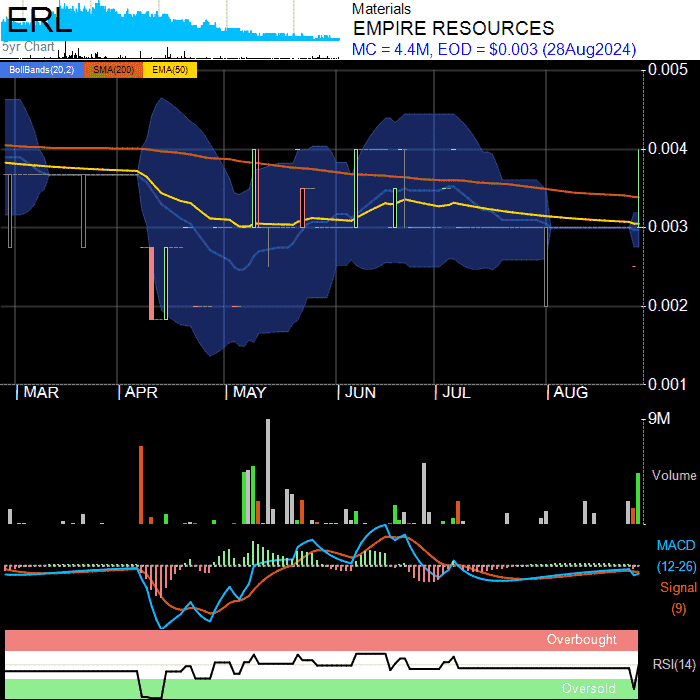 ERL
5yr Chart
Materials
EMPIRE RESOURCES
MC = 4.4M, EOD = $0.003 (28Aug2024)
BollBands(20,2) SMA(200) EMA(50)
0.005
0.004
0.003
0.002
0.001
MAR APR MAY JUN JUL AUG
9M
Volume
MACD
(12-26)
Signal
(9)
Overbought
RSI(14)
Oversold